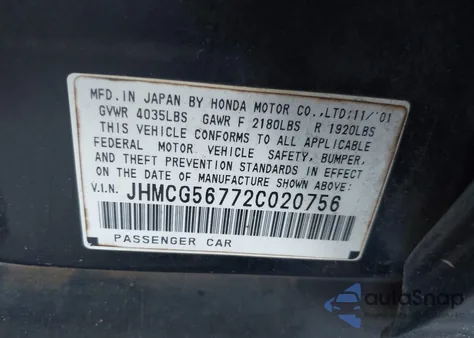 MFD. IN JAPAN BY HONDA MOTOR CO.,LTD:11/'01
GVWR 4035LBS GAWR F 2180LBS R 1920LBS
THIS VEHICLE CONFORMS TO ALL APPLICABLE
FEDERAL MOTOR VEHICLE SAFETY, BUMPER,
AND THEFT PREVENTION STANDARDS IN EFFECT
ON THE DATE OF MANUFACTURE SHOWN ABOVE:
V.I.N. JHMCG56772C020756
PASSENGER CAR
autoSnap